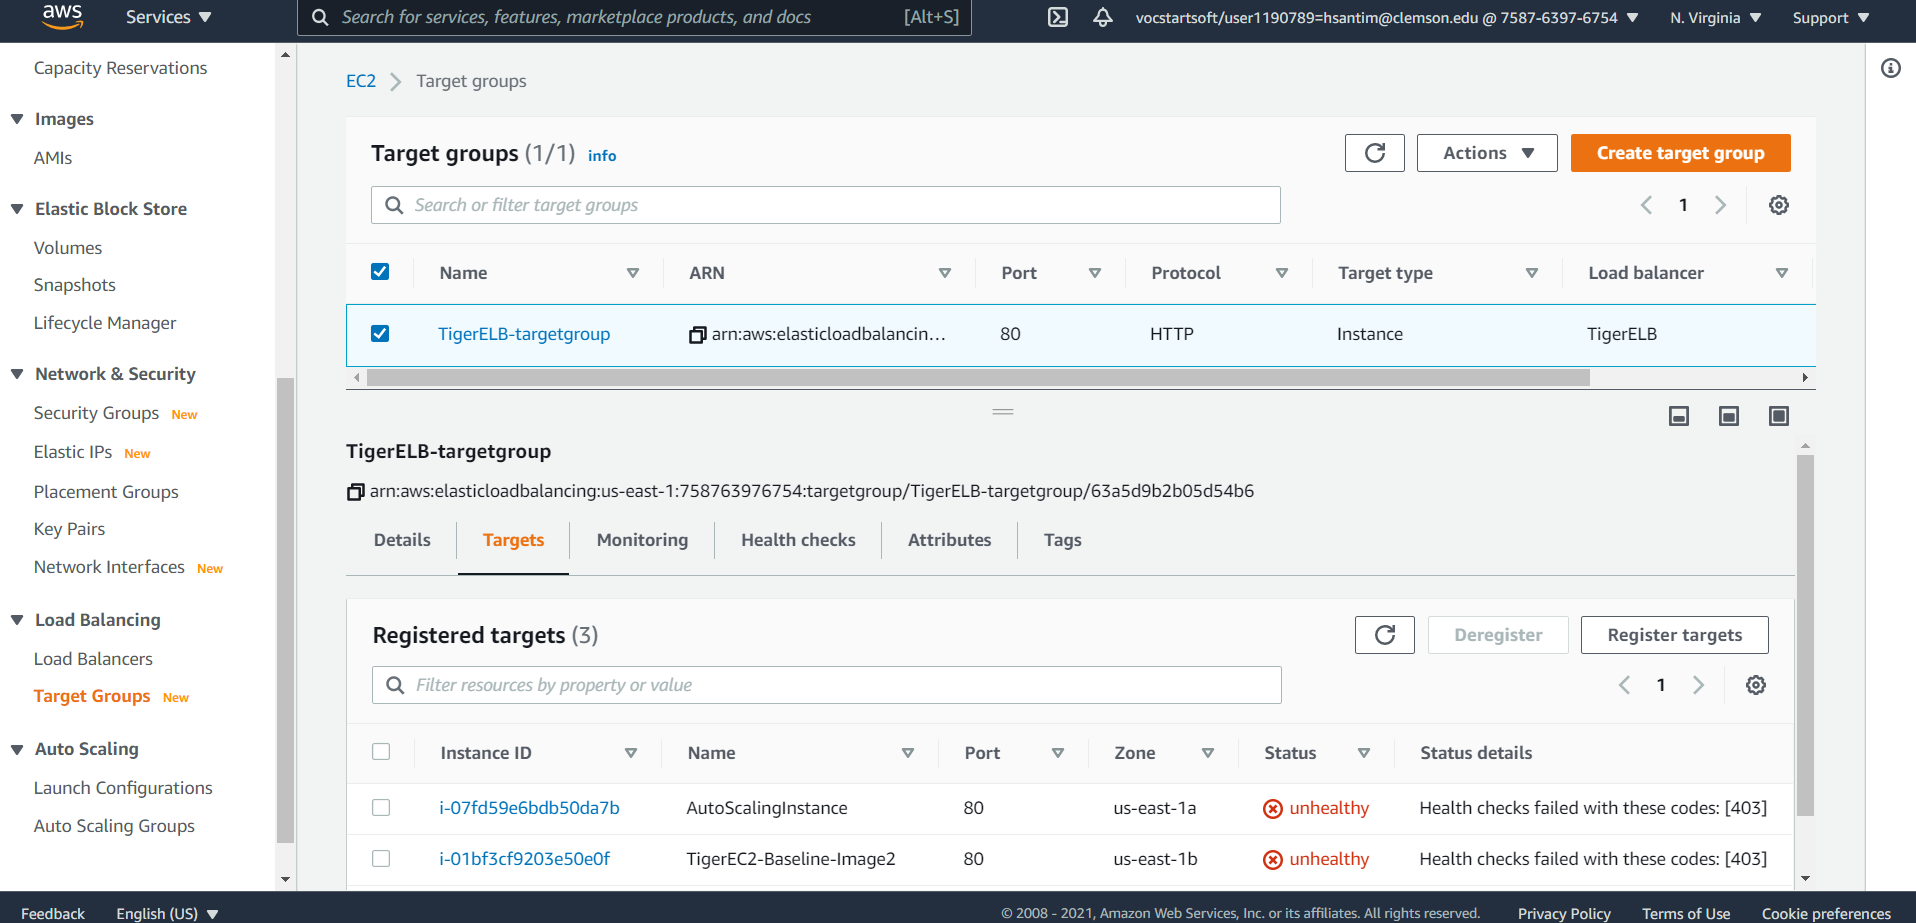 aws
Services
Search for services, features, marketplace products, and docs
[Alt+S]
vocstartsoft/user1190789=hsantim@clemson.edu @ 7587-6397-6754
N. Virginia
Support
Capacity Reservations
Images
AMIs
Elastic Block Store
Volumes
Snapshots
Lifecycle Manager
Network & Security
Security Groups New
Elastic IPs New
Placement Groups
Key Pairs
Network Interfaces New
Load Balancing
Load Balancers
Target Groups New
Auto Scaling
Launch Configurations
Auto Scaling Groups
EC2 Target groups
Target groups (1/1) info
Actions
Create target group
Search or filter target groups
1
Name ARN Port Protocol Target type Load balancer
TigerELB-targetgroup arn:aws:elasticloadbalancin... 80 HTTP Instance TigerELB
TigerELB-targetgroup
arn:aws:elasticloadbalancing:us-east-1:758763976754:targetgroup/TigerELB-targetgroup/63a5d9b2b05d54b6
Details Targets Monitoring Health checks Attributes Tags
Registered targets (3)
Deregister
Register targets
Filter resources by property or value
1
Instance ID Name Port Zone Status Status details
i-07fd59e6bdb50da7b AutoScalingInstance 80 us-east-1a unhealthy Health checks failed with these codes: [403]
i-01bf3cf9203e50e0f TigerEC2-Baseline-Image2 80 us-east-1b unhealthy Health checks failed with these codes: [403]
Feedback English (US) © 2008 - 2021, Amazon Web Services, Inc. or its affiliates. All rights reserved. Privacy Policy Terms of Use Cookie preferences